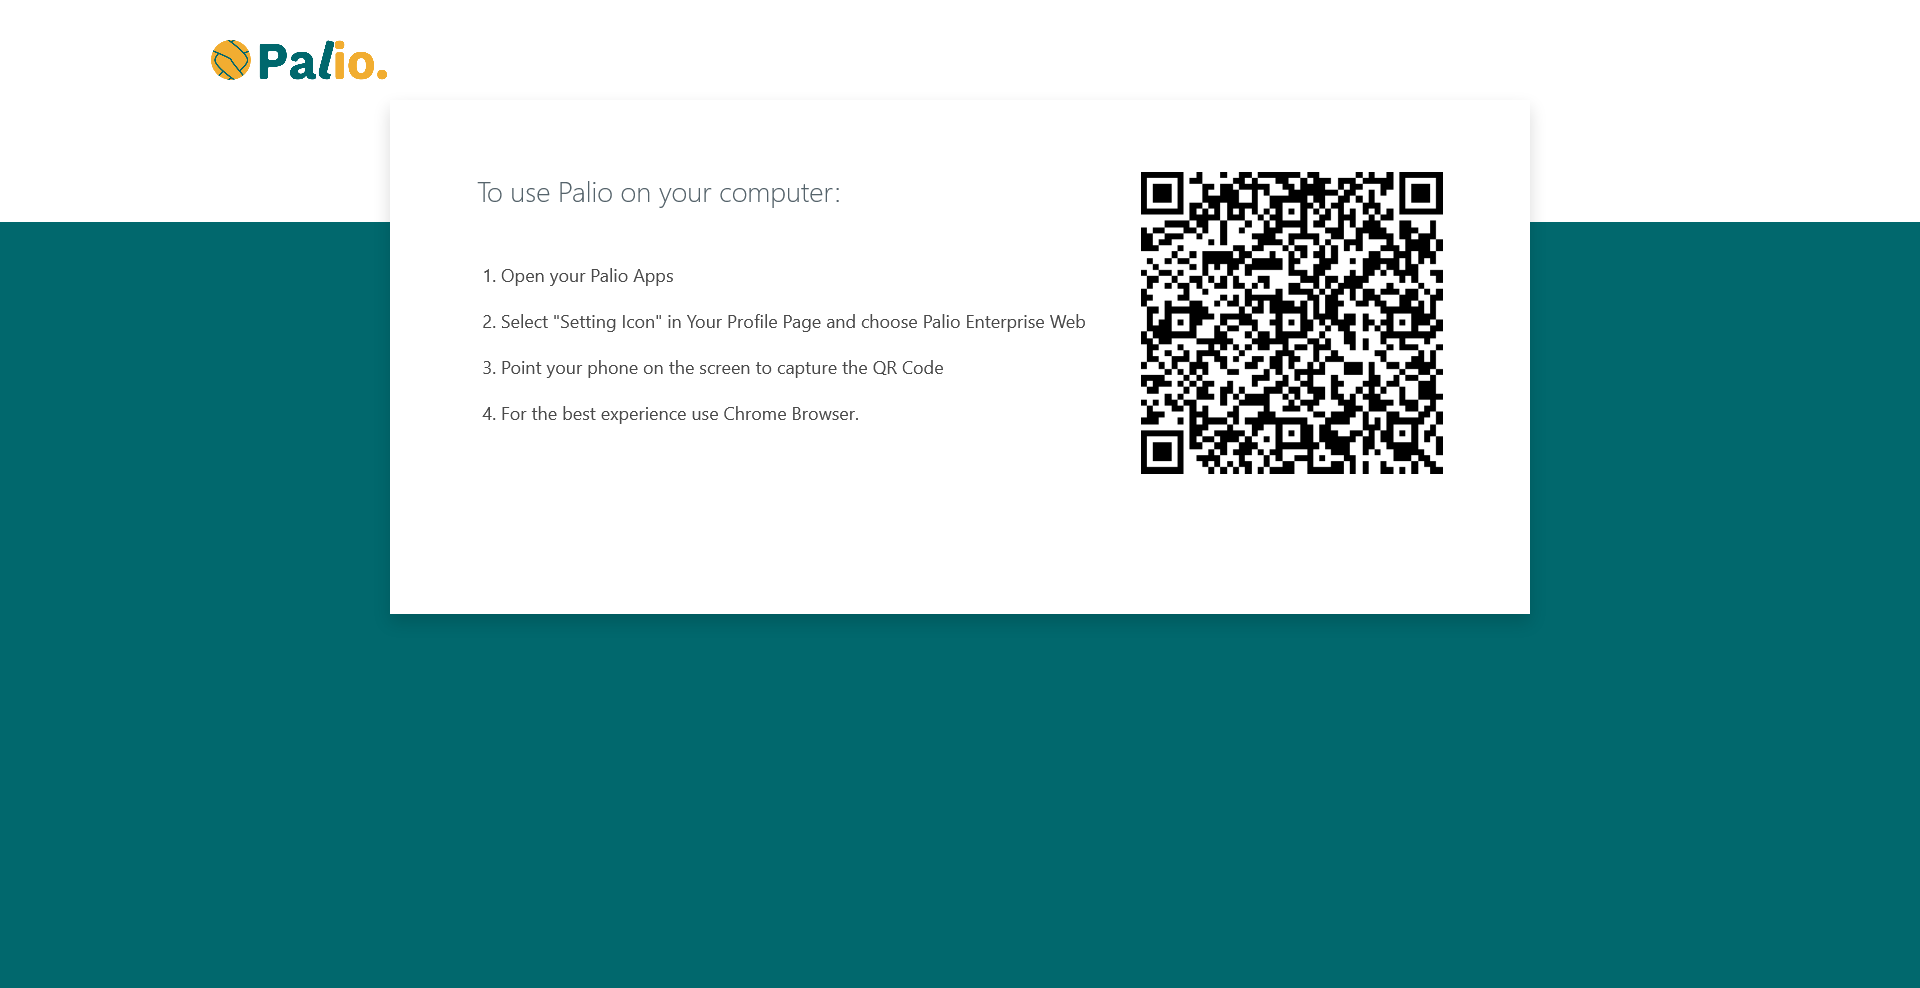 Palio.
To use Palio on your computer:
1. Open your Palio Apps
2. Select "Setting Icon" in Your Profile Page and choose Palio Enterprise Web
3. Point your phone on the screen to capture the QR Code
4. For the best experience use Chrome Browser.